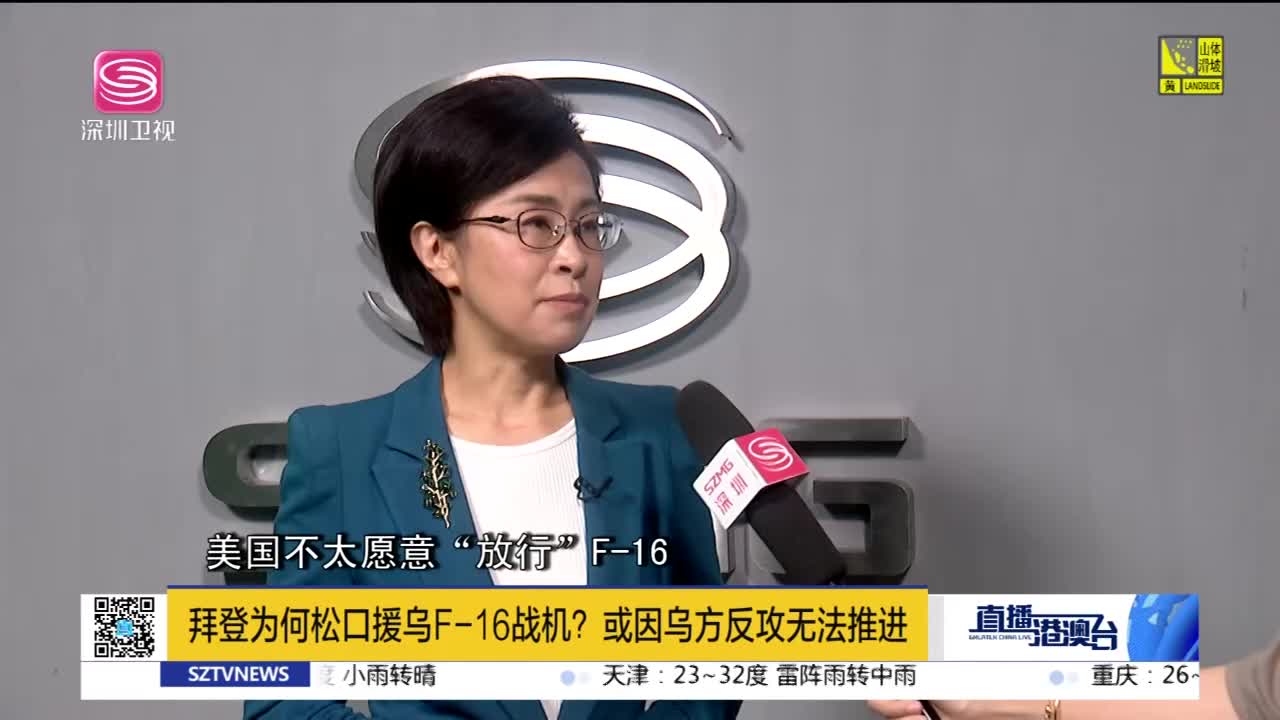 深圳卫视
山体
滑坡
黄 LANDSLIDE
SZMG
深圳
美国不太愿意“放行”F-16
拜登为何松口援乌F-16战机？或因乌方反攻无法推进
直播港澳台
GREATER CHINA LIVE
SZTVNEWS
小雨转晴 天津：23~32度 雷阵雨转中雨 重庆：26~